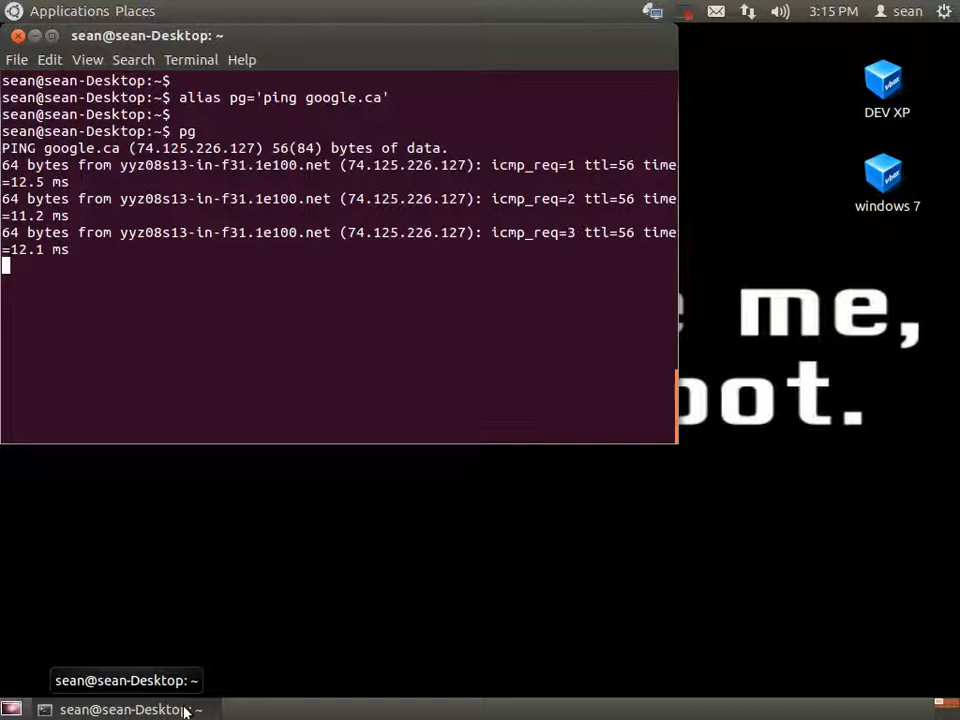 Applications Places
3:15 PM
sean
sean@sean-Desktop: ~
File Edit View Search Terminal Help
sean@sean-Desktop:~$
sean@sean-Desktop:~$ alias pg='ping google.ca'
sean@sean-Desktop:~$
sean@sean-Desktop:~$ pg
PING google.ca (74.125.226.127) 56(84) bytes of data.
64 bytes from yyz08s13-in-f31.1e100.net (74.125.226.127): icmp_req=1 ttl=56 time
=12.5 ms
64 bytes from yyz08s13-in-f31.1e100.net (74.125.226.127): icmp_req=2 ttl=56 time
=11.2 ms
64 bytes from yyz08s13-in-f31.1e100.net (74.125.226.127): icmp_req=3 ttl=56 time
=12.1 ms
vbox
DEV XP
vbox
windows 7
me,
oot.
sean@sean-Desktop: ~
sean@sean-Desktop: ~